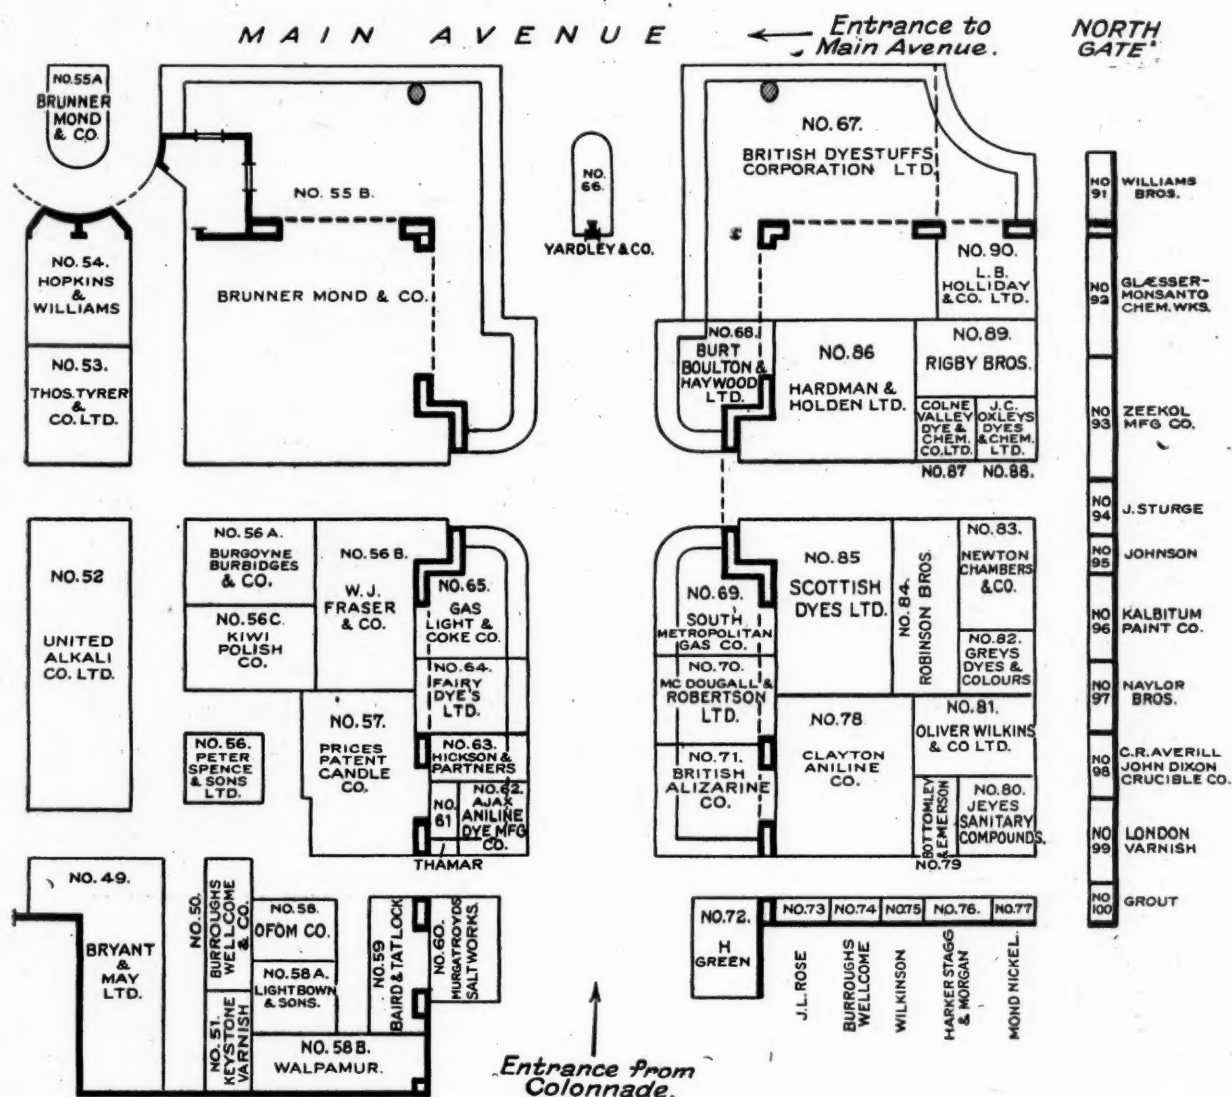 MAIN AVENUE
Entrance to
Main Avenue.
NORTH
GATE
NO.55A
BRUNNER
MOND
& CO.
NO. 55 B.
BRUNNER MOND & CO.
NO.54.
HOPKINS
&
WILLIAMS
NO.53.
THOS. TYRER
&
CO. LTD.
NO.
66.
YARDLEY & CO.
NO.67.
BRITISH DYESTUFFS
CORPORATION LTD.
NO.90.
L.B.
HOLLIDAY
& CO. LTD.
NO.68.
BURT
BOULTON &
HAYWOOD
LTD.
NO.86
HARDMAN &
HOLDEN LTD.
NO.89.
RIGBY BROS.
COLNE
VALLEY
DYE &
CHEM.
CO.LTD.
NO.87
J.C.
OXLEYS
DYES
& CHEM.
LTD.
NO.88.
NO
91
WILLIAMS
BROS.
NO
92
GLÆSSER-
MONSANTO
CHEM. WKS.
NO
93
ZEEKOL
MFG CO.
NO
94
J. STURGE
NO
95
JOHNSON
NO
96
KALBITUM
PAINT CO.
NO
97
NAYLOR
BROS.
NO
98
C.R. AVERILL
JOHN DIXON
CRUCIBLE CO.
NO
99
LONDON
VARNISH
NO
100
GROUT
NO.52
UNITED
ALKALI
CO. LTD.
NO.56 A.
BURGOYNE
BURBIDGES
& CO.
NO.56C.
KIWI
POLISH
CO.
NO.56 B.
W. J.
FRASER
& CO.
NO.65.
GAS
LIGHT &
COKE CO.
NO.64.
FAIRY
DYE'S
LTD.
NO.57.
PRICES
PATENT
CANDLE
CO.
NO.56.
PETER
SPENCE
& SONS
LTD.
NO.63.
HICKSON &
PARTNERS
NO.
61
THAMAR
NO.62.
AJAX
ANILINE
DYE MFG
CO.
NO.69.
SOUTH
METROPOLITAN
GAS CO.
NO.70.
MC DOUGALL &
ROBERTSON
LTD.
NO.71.
BRITISH
ALIZARINE
CO.
NO.85
SCOTTISH
DYES LTD.
NO.84.
ROBINSON BROS.
NO.83.
NEWTON
CHAMBERS
& CO.
NO.82.
GREYS
DYES &
COLOURS
NO.78.
CLAYTON
ANILINE
CO.
NO.81.
OLIVER WILKINS
& CO LTD.
BOTTOMLEY
& EMERSON
NO.79
NO.80.
JEYES
SANITARY
COMPOUNDS.
NO.49.
BRYANT
&
MAY
LTD.
NO.50.
BURROUGHS
WELLCOME
& CO.
NO.51.
KEYSTONE
VARNISH
NO.58.
OFOM CO.
NO.58A.
LIGHTBOWN
& SONS.
NO.58 B.
WALPAMUR.
NO.59
BAIRD & TATLOCK
NO.60.
MURGATROYDS
SALTWORKS.
NO.72.
H
GREEN
NO.73
J.L. ROSE
NO.74
BURROUGHS
WELLCOME
NO.75
WILKINSON
NO.76.
HARKER STAGG
& MORGAN
NO.77
MOND NICKEL.
Entrance from
Colonnade.